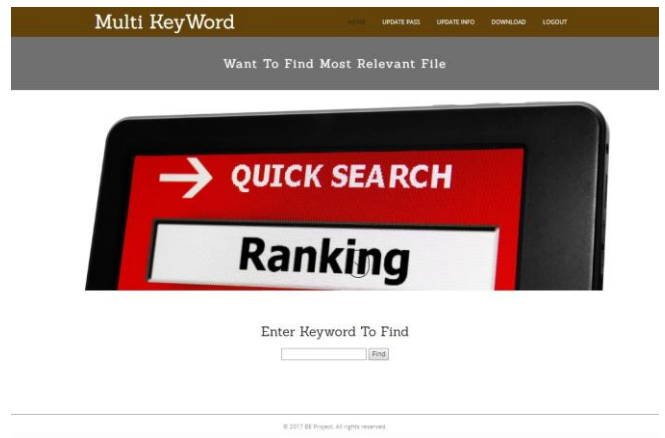 Multi KeyWord
HOME UPDATE PASS UPDATE INFO DOWNLOAD LOGOUT
Want To Find Most Relevant File
QUICK SEARCH
Ranking
Enter Keyword To Find
Find
© 2017 BE Project. All rights reserved.